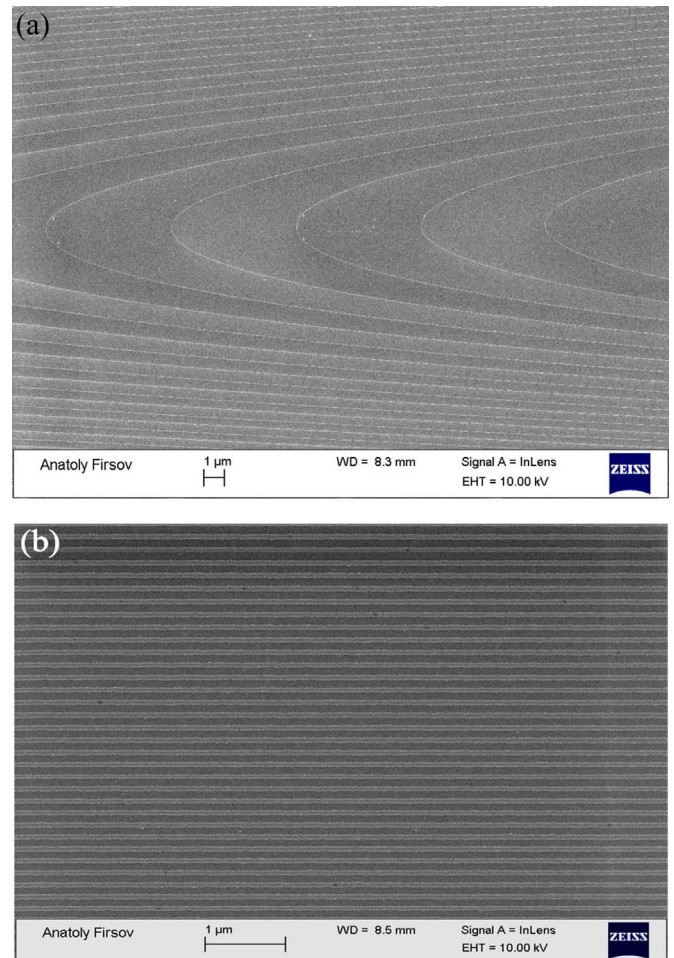 (a)
Anatoly Firsov 1 µm WD = 8.3 mm Signal A = InLens ZEISS
EHT = 10.00 kV
(b)
Anatoly Firsov 1 µm WD = 8.5 mm Signal A = InLens ZEISS
EHT = 10.00 kV